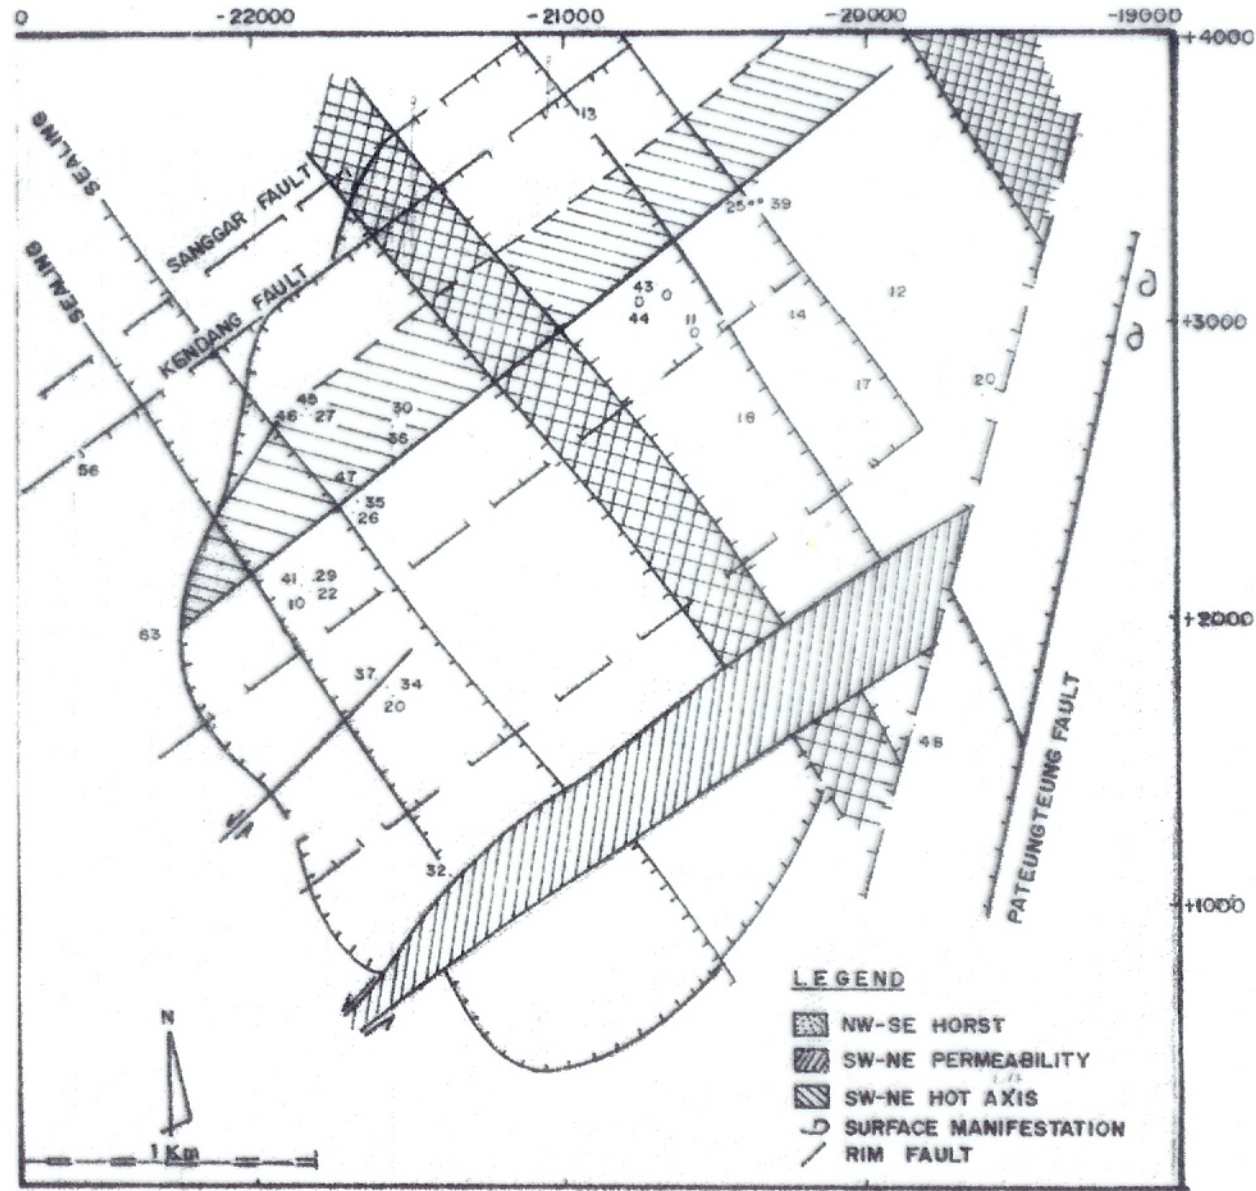 0 -22000 -21000 -20000 -19000
+4000
13
SEALING
SANGGAR FAULT
25 39
SEALING
KENDANG FAULT
43
0 0
44
11
0
12
14
+3000
20
17
18
45
46 27
30
36
56
47
35
26
41 29
10 22
63
+2000
37 34
20
48
PATEUNGTEUNG FAULT
32
+1000
LEGEND
NW-SE HORST
SW-NE PERMEABILITY
SW-NE HOT AXIS
SURFACE MANIFESTATION
RIM FAULT
N
1 Km